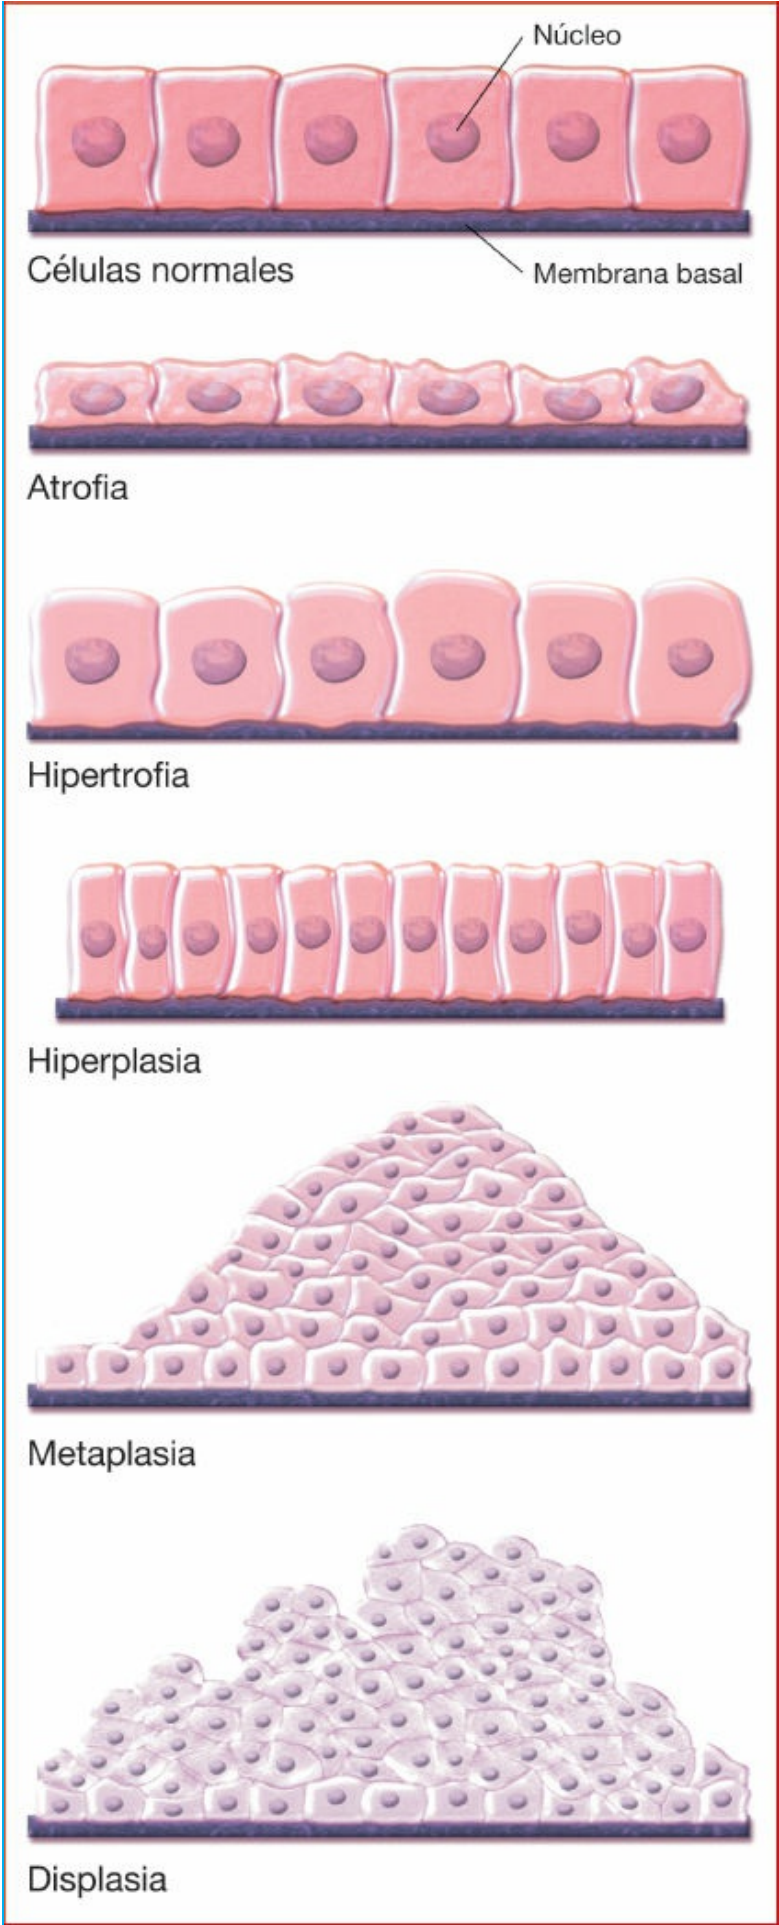 Núcleo
Células normales
Membrana basal
Atrofia
Hipertrofia
Hiperplasia
Metaplasia
Displasia